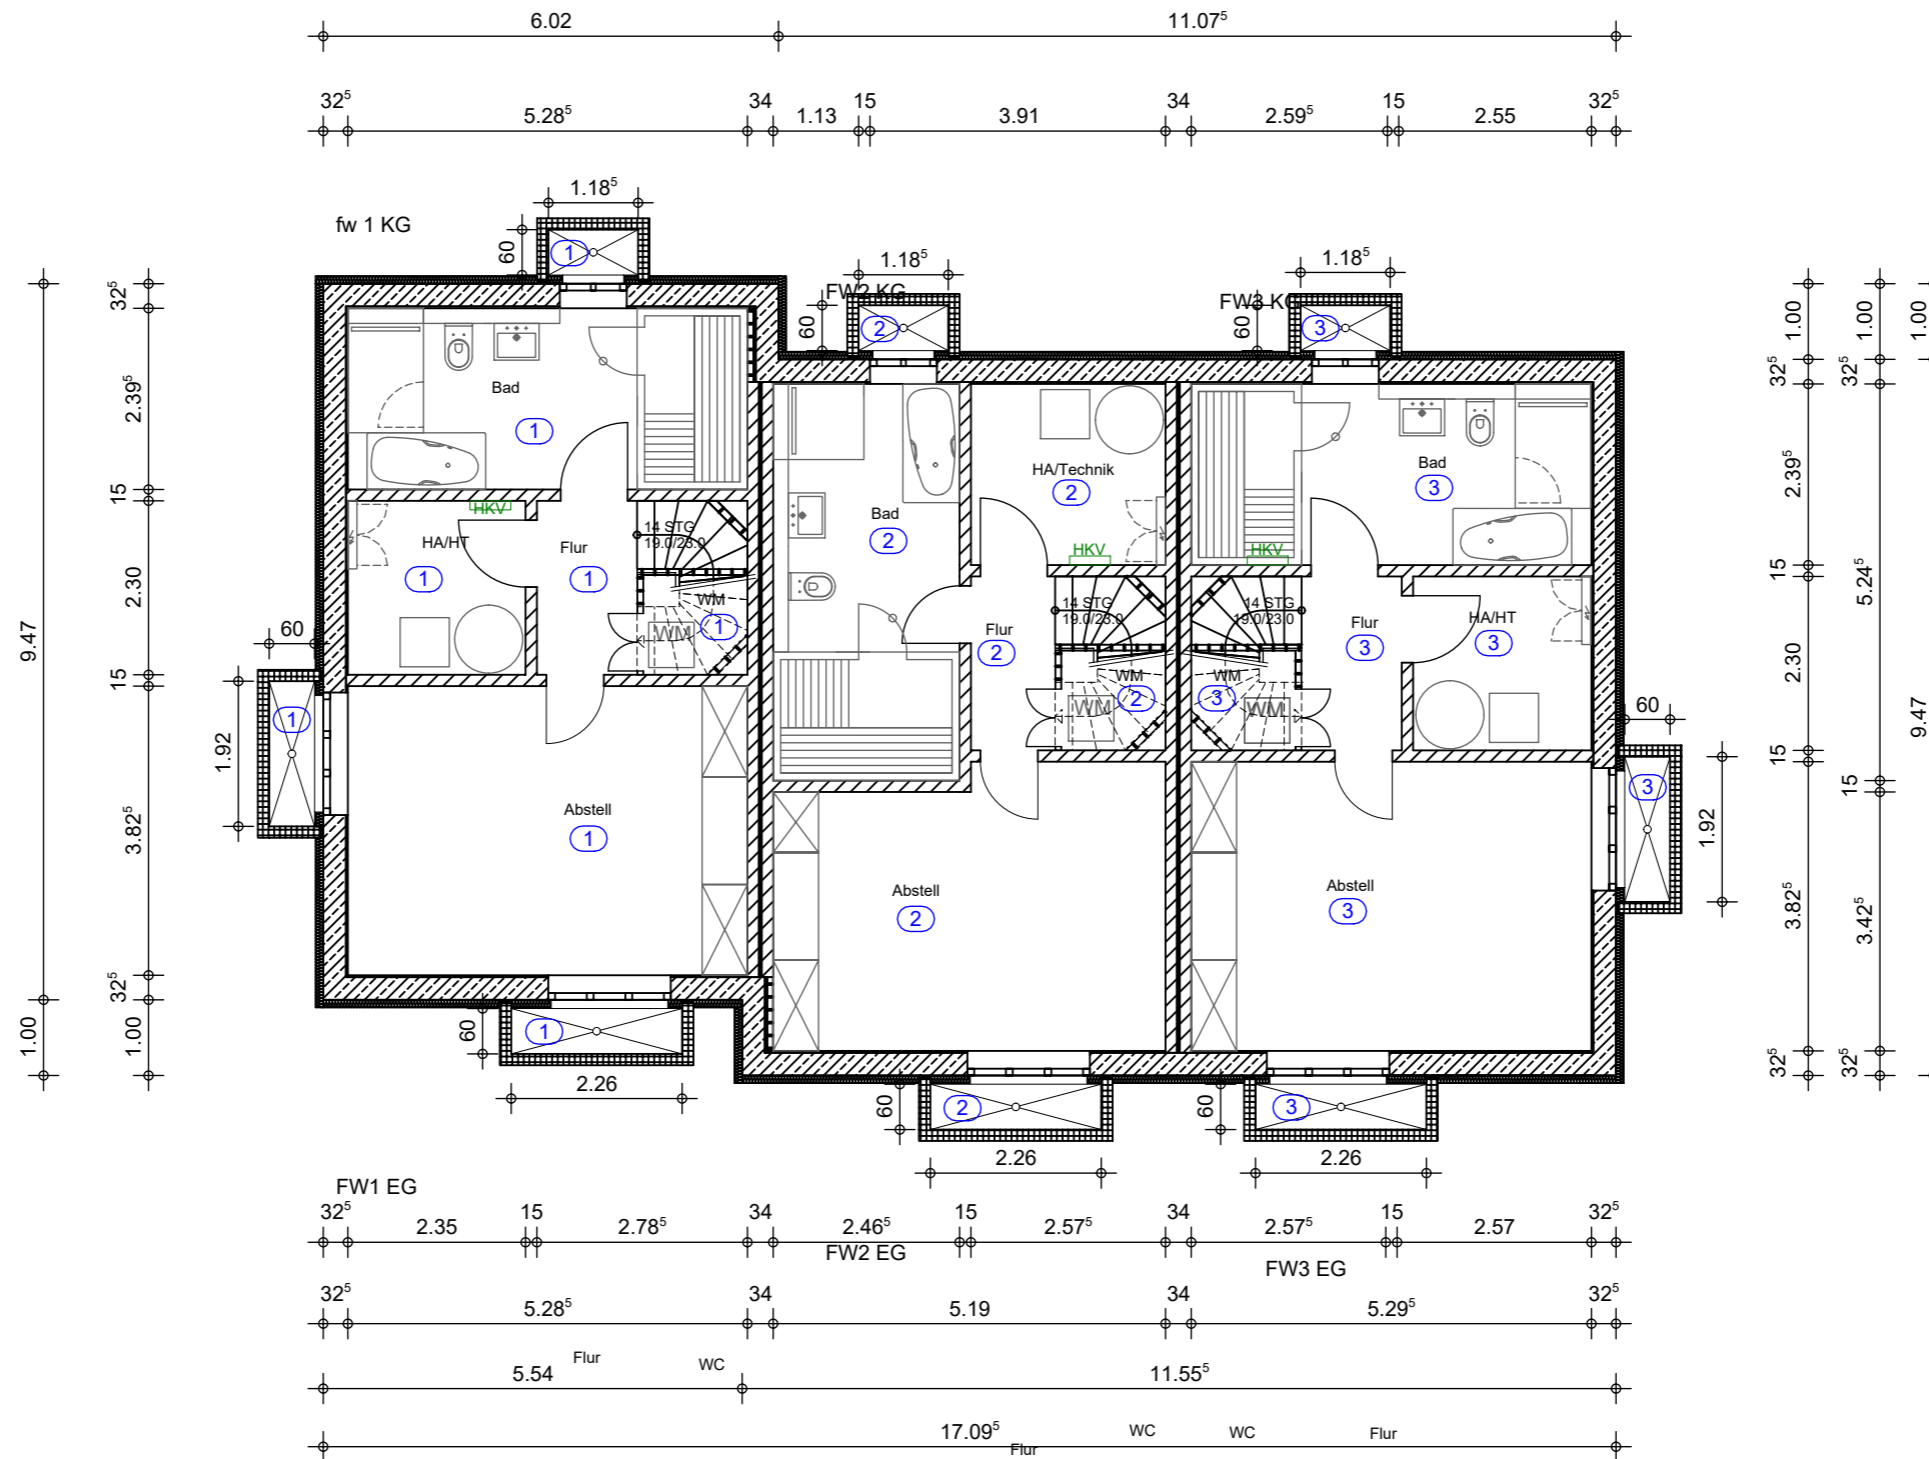 6.02 11.07⁵
32⁵ 5.28⁵ 34 1.13 15 3.91 34 2.59⁵ 15 2.55 32⁵
1.18⁵
fw 1 KG
60
1
1.18⁵
FW2 KG
60
2
1.18⁵
FW3 KG
60
3
9.47
1.00
32⁵
2.39⁵
15
2.30
15
3.82⁵
32⁵
1.00
Bad
1
HKV
HA/HT
1
Flur
1
14 STG
19.0/23.0
WM
WM
1
60
1.92
1
Abstell
1
60
1
2.26
Bad
2
HA/Technik
2
HKV
14 STG
19.0/23.0
Flur
2
WM
WM
2
Abstell
2
60
2
2.26
Bad
3
HKV
14 STG
19.0/23.0
Flur
3
HA/HT
3
WM
WM
3
Abstell
3
60
3
2.26
60
3
1.92
1.00
32⁵
2.39⁵
15
2.30
15
3.82⁵
32⁵
1.00
32⁵
5.24⁵
15
3.42⁵
32⁵
1.00
9.47
FW1 EG
32⁵ 2.35 15 2.78⁵ 34 2.46⁵ 15 2.57⁵ 34 2.57⁵ 15 2.57 32⁵
FW2 EG
FW3 EG
32⁵ 5.28⁵ 34 5.19 34 5.29⁵ 32⁵
Flur WC
5.54 11.55⁵
17.09⁵
Flur WC WC Flur